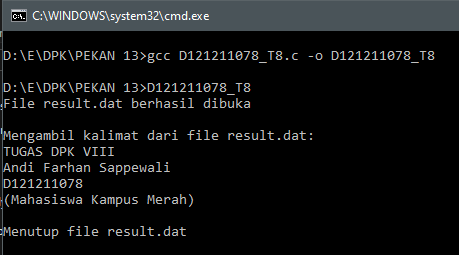 C:\WINDOWS\system32\cmd.exe
D:\E\DPK\PEKAN 13>gcc D121211078_T8.c -o D121211078_T8
D:\E\DPK\PEKAN 13>D121211078_T8
File result.dat berhasil dibuka
Mengambil kalimat dari file result.dat:
TUGAS DPK VIII
Andi Farhan Sappewali
D121211078
(Mahasiswa Kampus Merah)
Menutup file result.dat